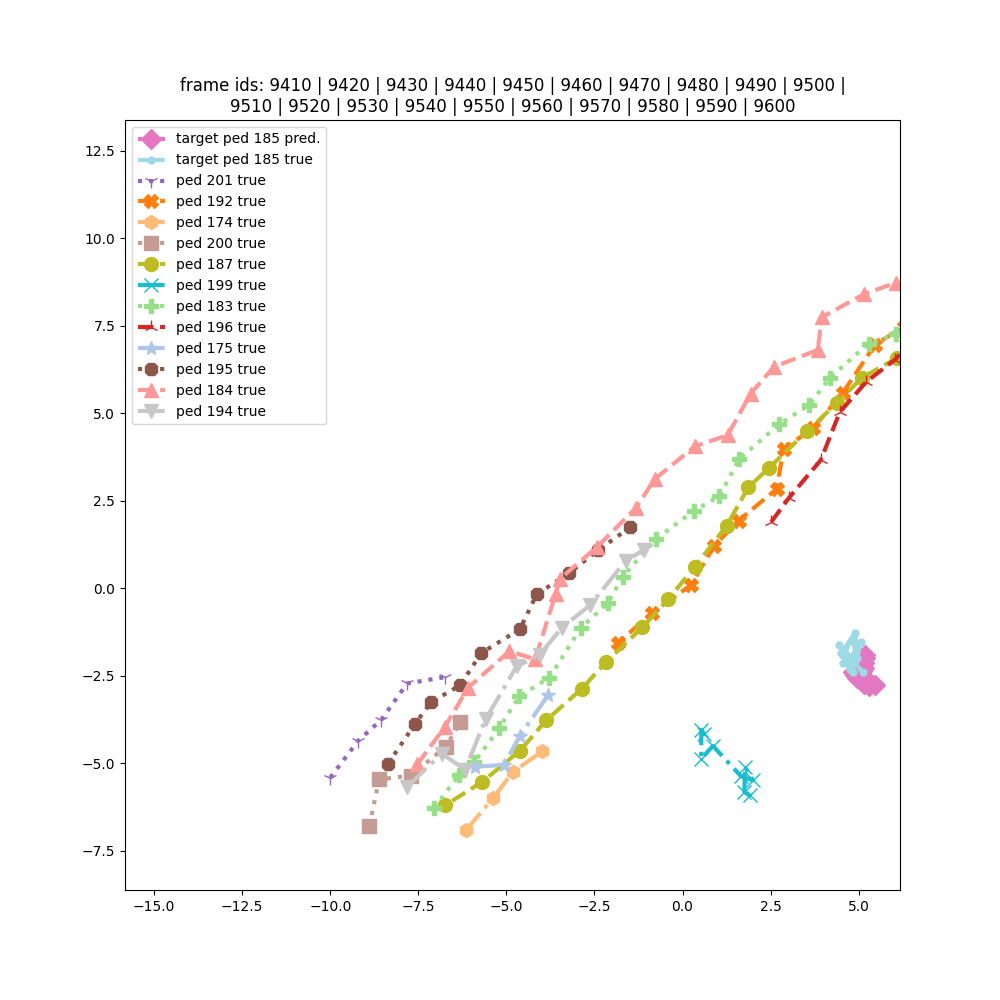 frame ids: 9410 | 9420 | 9430 | 9440 | 9450 | 9460 | 9470 | 9480 | 9490 | 9500 |
9510 | 9520 | 9530 | 9540 | 9550 | 9560 | 9570 | 9580 | 9590 | 9600
target ped 185 pred.
target ped 185 true
ped 201 true
ped 192 true
ped 174 true
ped 200 true
ped 187 true
ped 199 true
ped 183 true
ped 196 true
ped 175 true
ped 195 true
ped 184 true
ped 194 true
12.5
10.0
7.5
5.0
2.5
0.0
−2.5
−5.0
−7.5
−15.0 −12.5 −10.0 −7.5 −5.0 −2.5 0.0 2.5 5.0